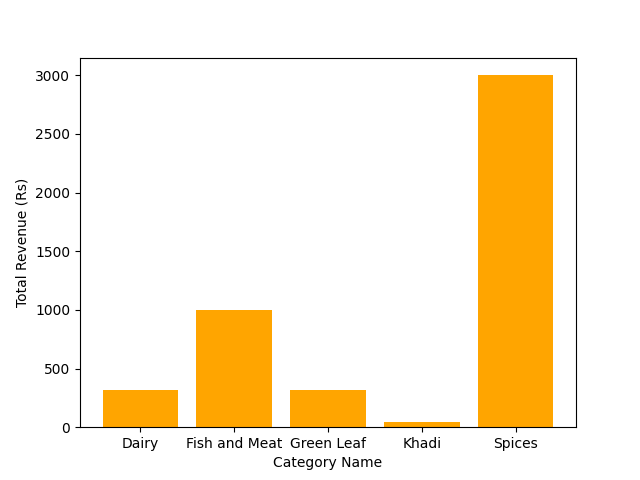 3000
2500
2000
1500
1000
500
0
Total Revenue (Rs)
Dairy Fish and Meat Green Leaf Khadi Spices
Category Name